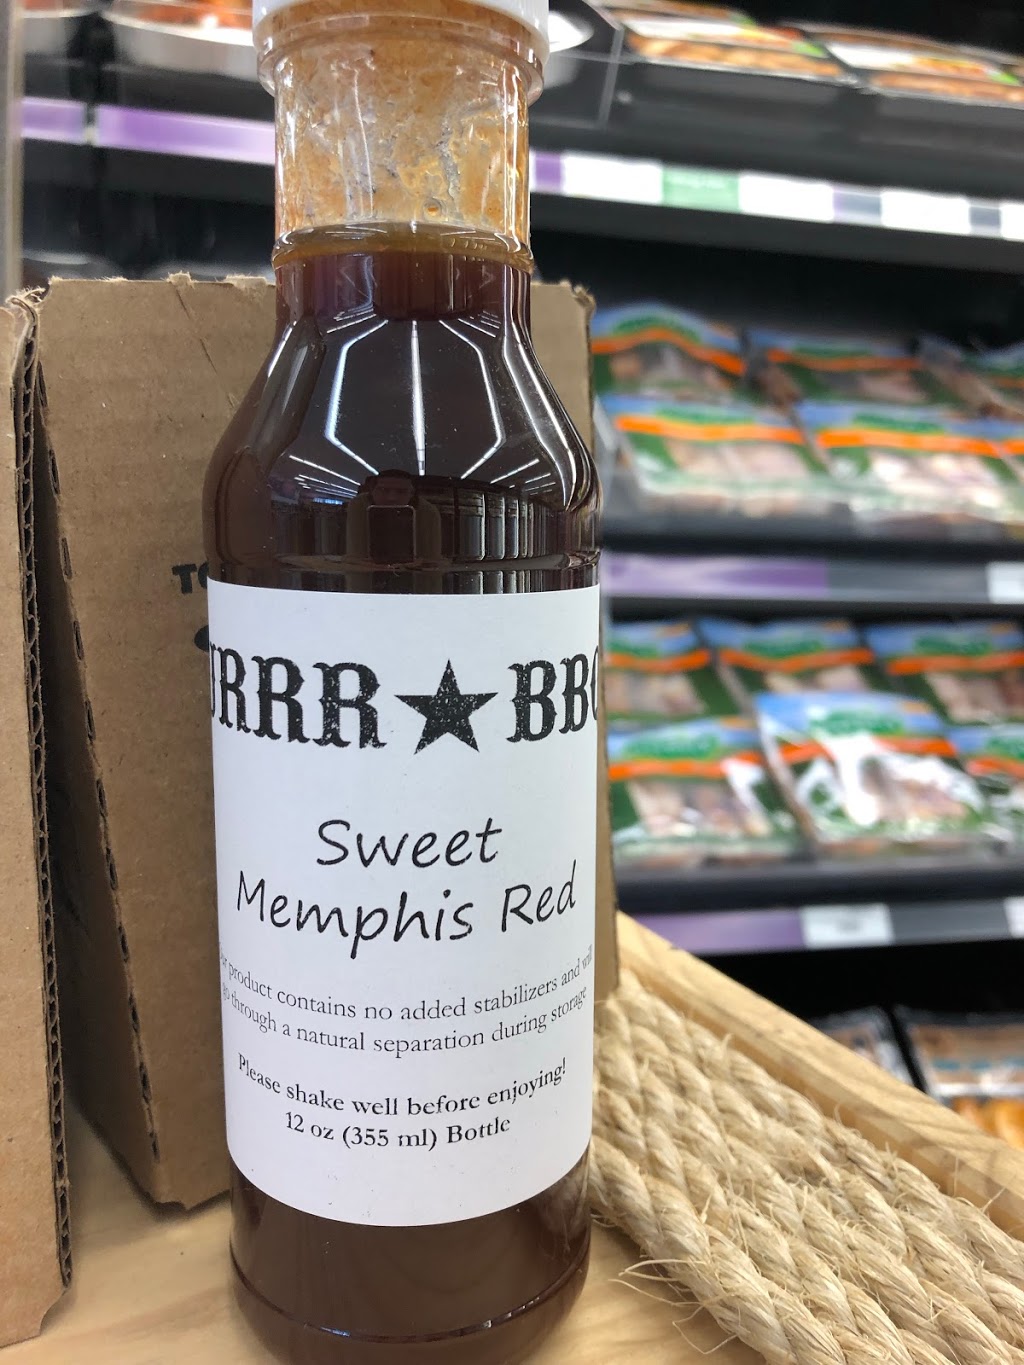 URRR ★ BBQ
Sweet
Memphis Red
product contains no added stabilizers and will
go through a natural separation during storage
Please shake well before enjoying!
12 oz (355 ml) Bottle